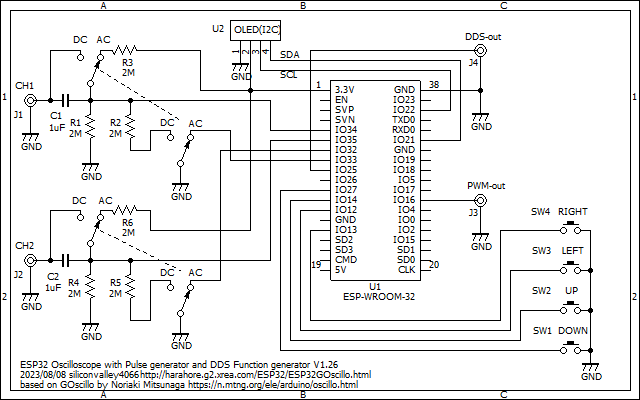 A B C
U2 OLED(I2C)
DC AC 1 2 3 4 SDA DDS-out
R3 GND SCL J4
2M
CH1 1 3.3V GND 38
1 EN IO23 1
J1 C1 SVP IO22 GND
1uF R1 R2 DC AC SVN TXD0
2M 2M IO34 RXD0
GND IO35 IO21
GND IO32 GND
IO33 IO19
IO25 IO18
GND IO26 IO5
IO27 IO17 PWM-out
DC AC IO14 IO16
R6 IO12 IO4 J3 SW4 RIGHT
2M GND IO0
IO13 IO2 GND
CH2 SD2 IO15
SD3 SD1 SW3 LEFT
J2 C2 DC AC 19 CMD SD0 20
1uF R4 R5 5V CLK
2M 2M U1 SW2 UP
2 ESP-WROOM-32 2
GND
GND GND SW1 DOWN
ESP32 Oscilloscope with Pulse generator and DDS Function generator V1.26
2023/08/08 siliconvalley4066 http://harahore.g2.xrea.com/ESP32/ESP32GOscillo.html
based on GOscillo by Noriaki Mitsunaga https://n.mtng.org/ele/arduino/oscillo.html
GND
A B C